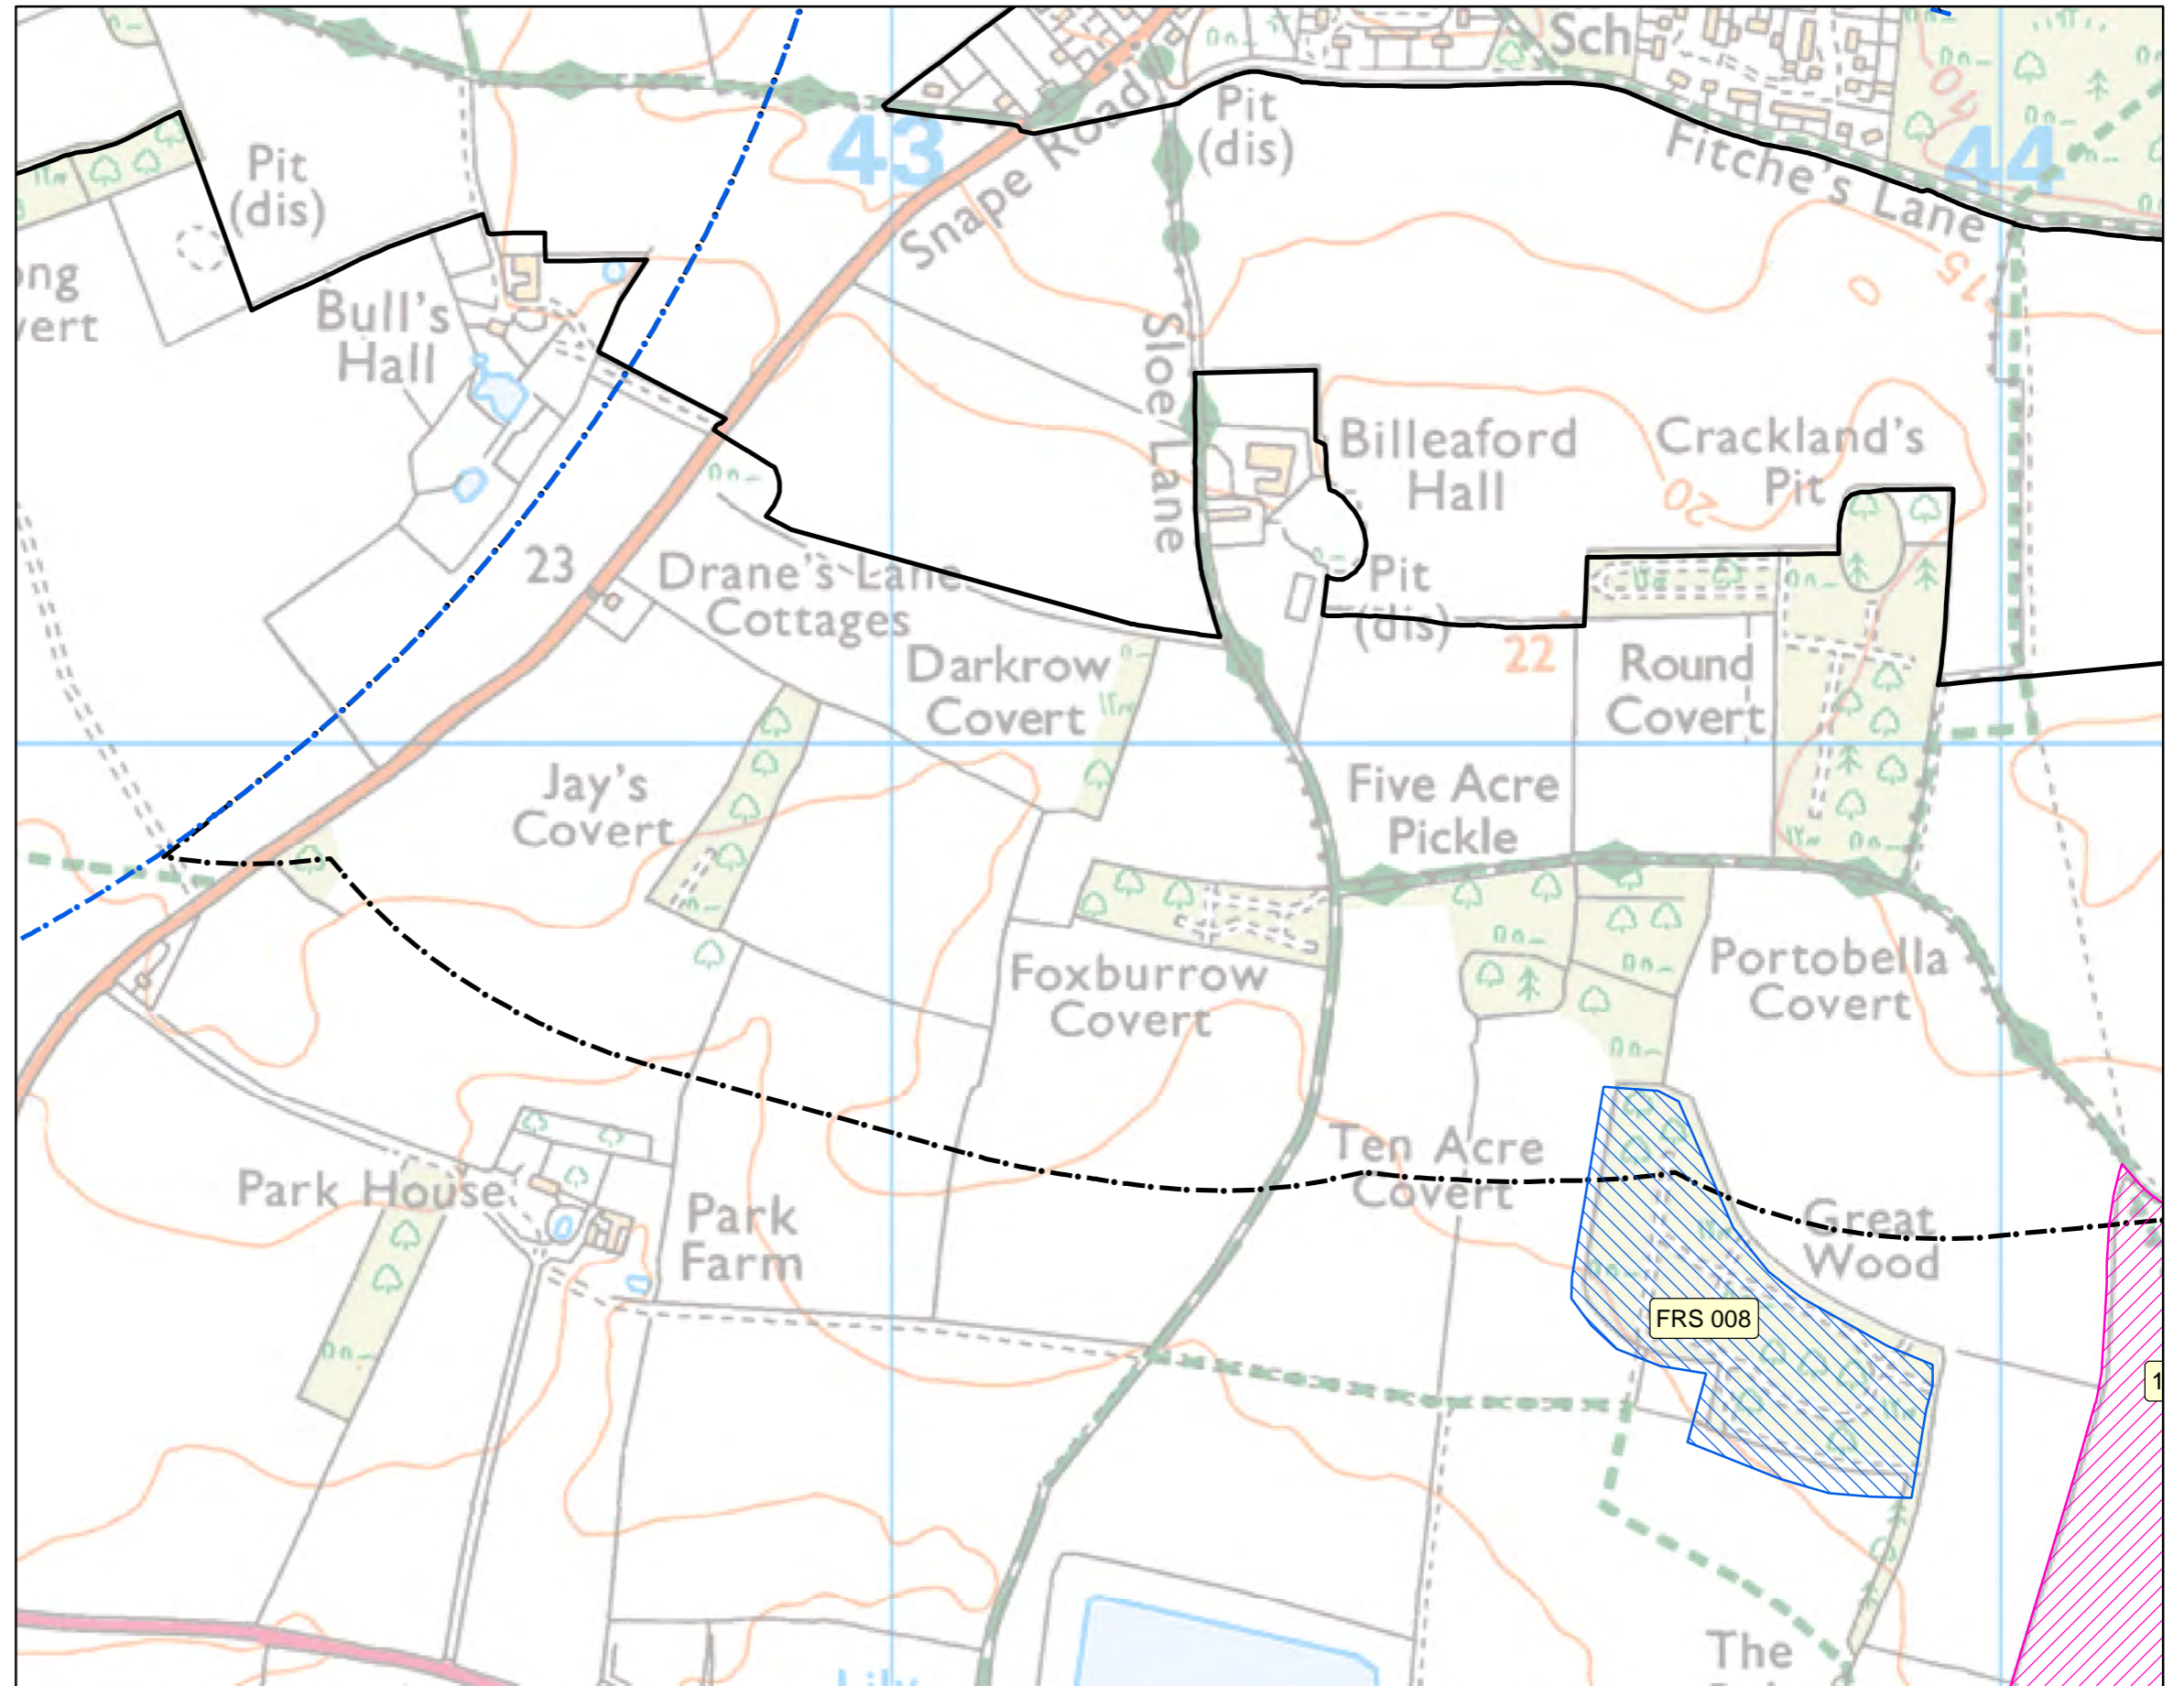 Sch
Pit
(dis)
43
Snape Road
Fitche's Lane
44
10
Pit
(dis)
15
Bull's
Hall
Sloe Lane
Billeaford
Hall
Crackland's
Pit
20
23
Drane's Lane
Cottages
Pit
(dis)
22
Darkrow
Covert
Round
Covert
Jay's
Covert
Five Acre
Pickle
Foxburrow
Covert
Portobella
Covert
Ten Acre
Covert
Park House
Park
Farm
Great
Wood
FRS 008
1
The